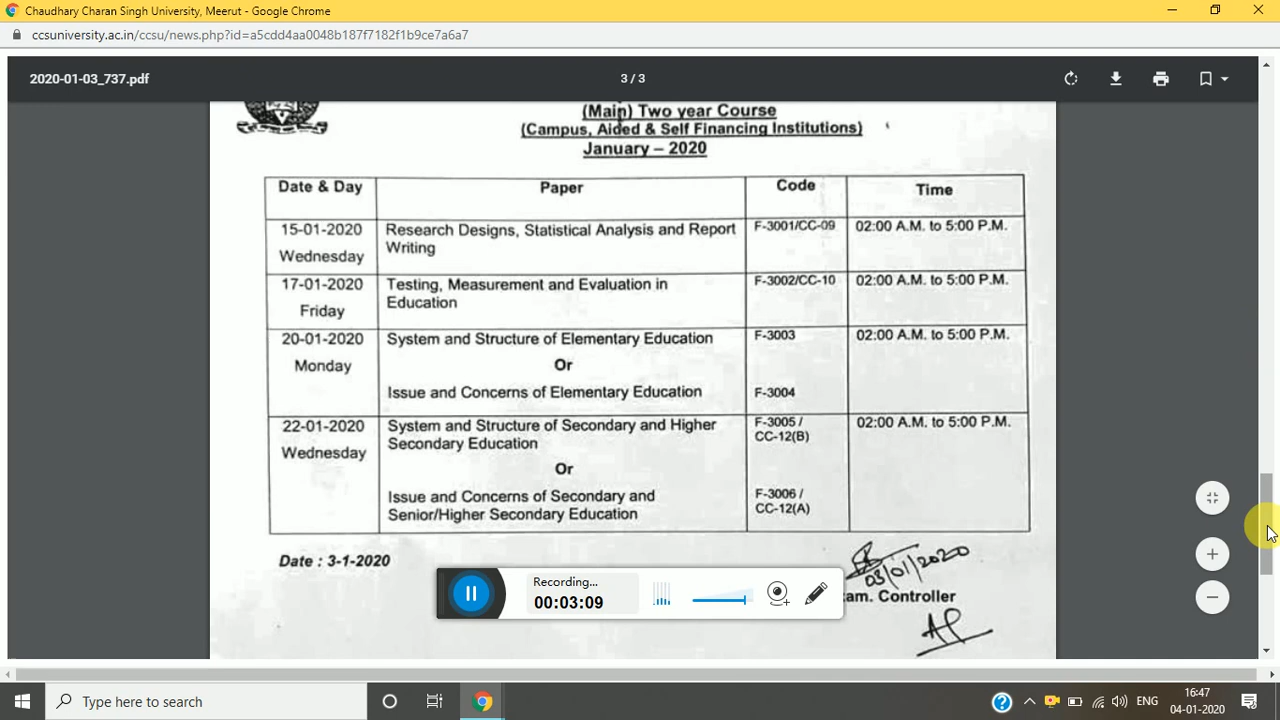 Chaudhary Charan Singh University, Meerut - Google Chrome
ccsuniversity.ac.in/ccsu/news.php?id=a5cdd4aa0048b187f7182f1b9ce7a6a7
2020-01-03_737.pdf
3 / 3
(Main) Two year Course
(Campus, Aided & Self Financing Institutions)
January – 2020
Date & Day Paper Code Time
15-01-2020 Research Designs, Statistical Analysis and Report F-3001/CC-09 02:00 A.M. to 5:00 P.M.
Wednesday Writing
17-01-2020 Testing, Measurement and Evaluation in F-3002/CC-10 02:00 A.M. to 5:00 P.M.
Friday Education
20-01-2020 System and Structure of Elementary Education F-3003 02:00 A.M. to 5:00 P.M.
Monday Or
Issue and Concerns of Elementary Education F-3004
22-01-2020 System and Structure of Secondary and Higher F-3005 / 02:00 A.M. to 5:00 P.M.
Wednesday Secondary Education CC-12(B)
Or
Issue and Concerns of Secondary and F-3006 /
Senior/Higher Secondary Education CC-12(A)
Date : 3-1-2020
03/01/2020
am. Controller
Recording...
00:03:09
Type here to search
ENG
16:47
04-01-2020